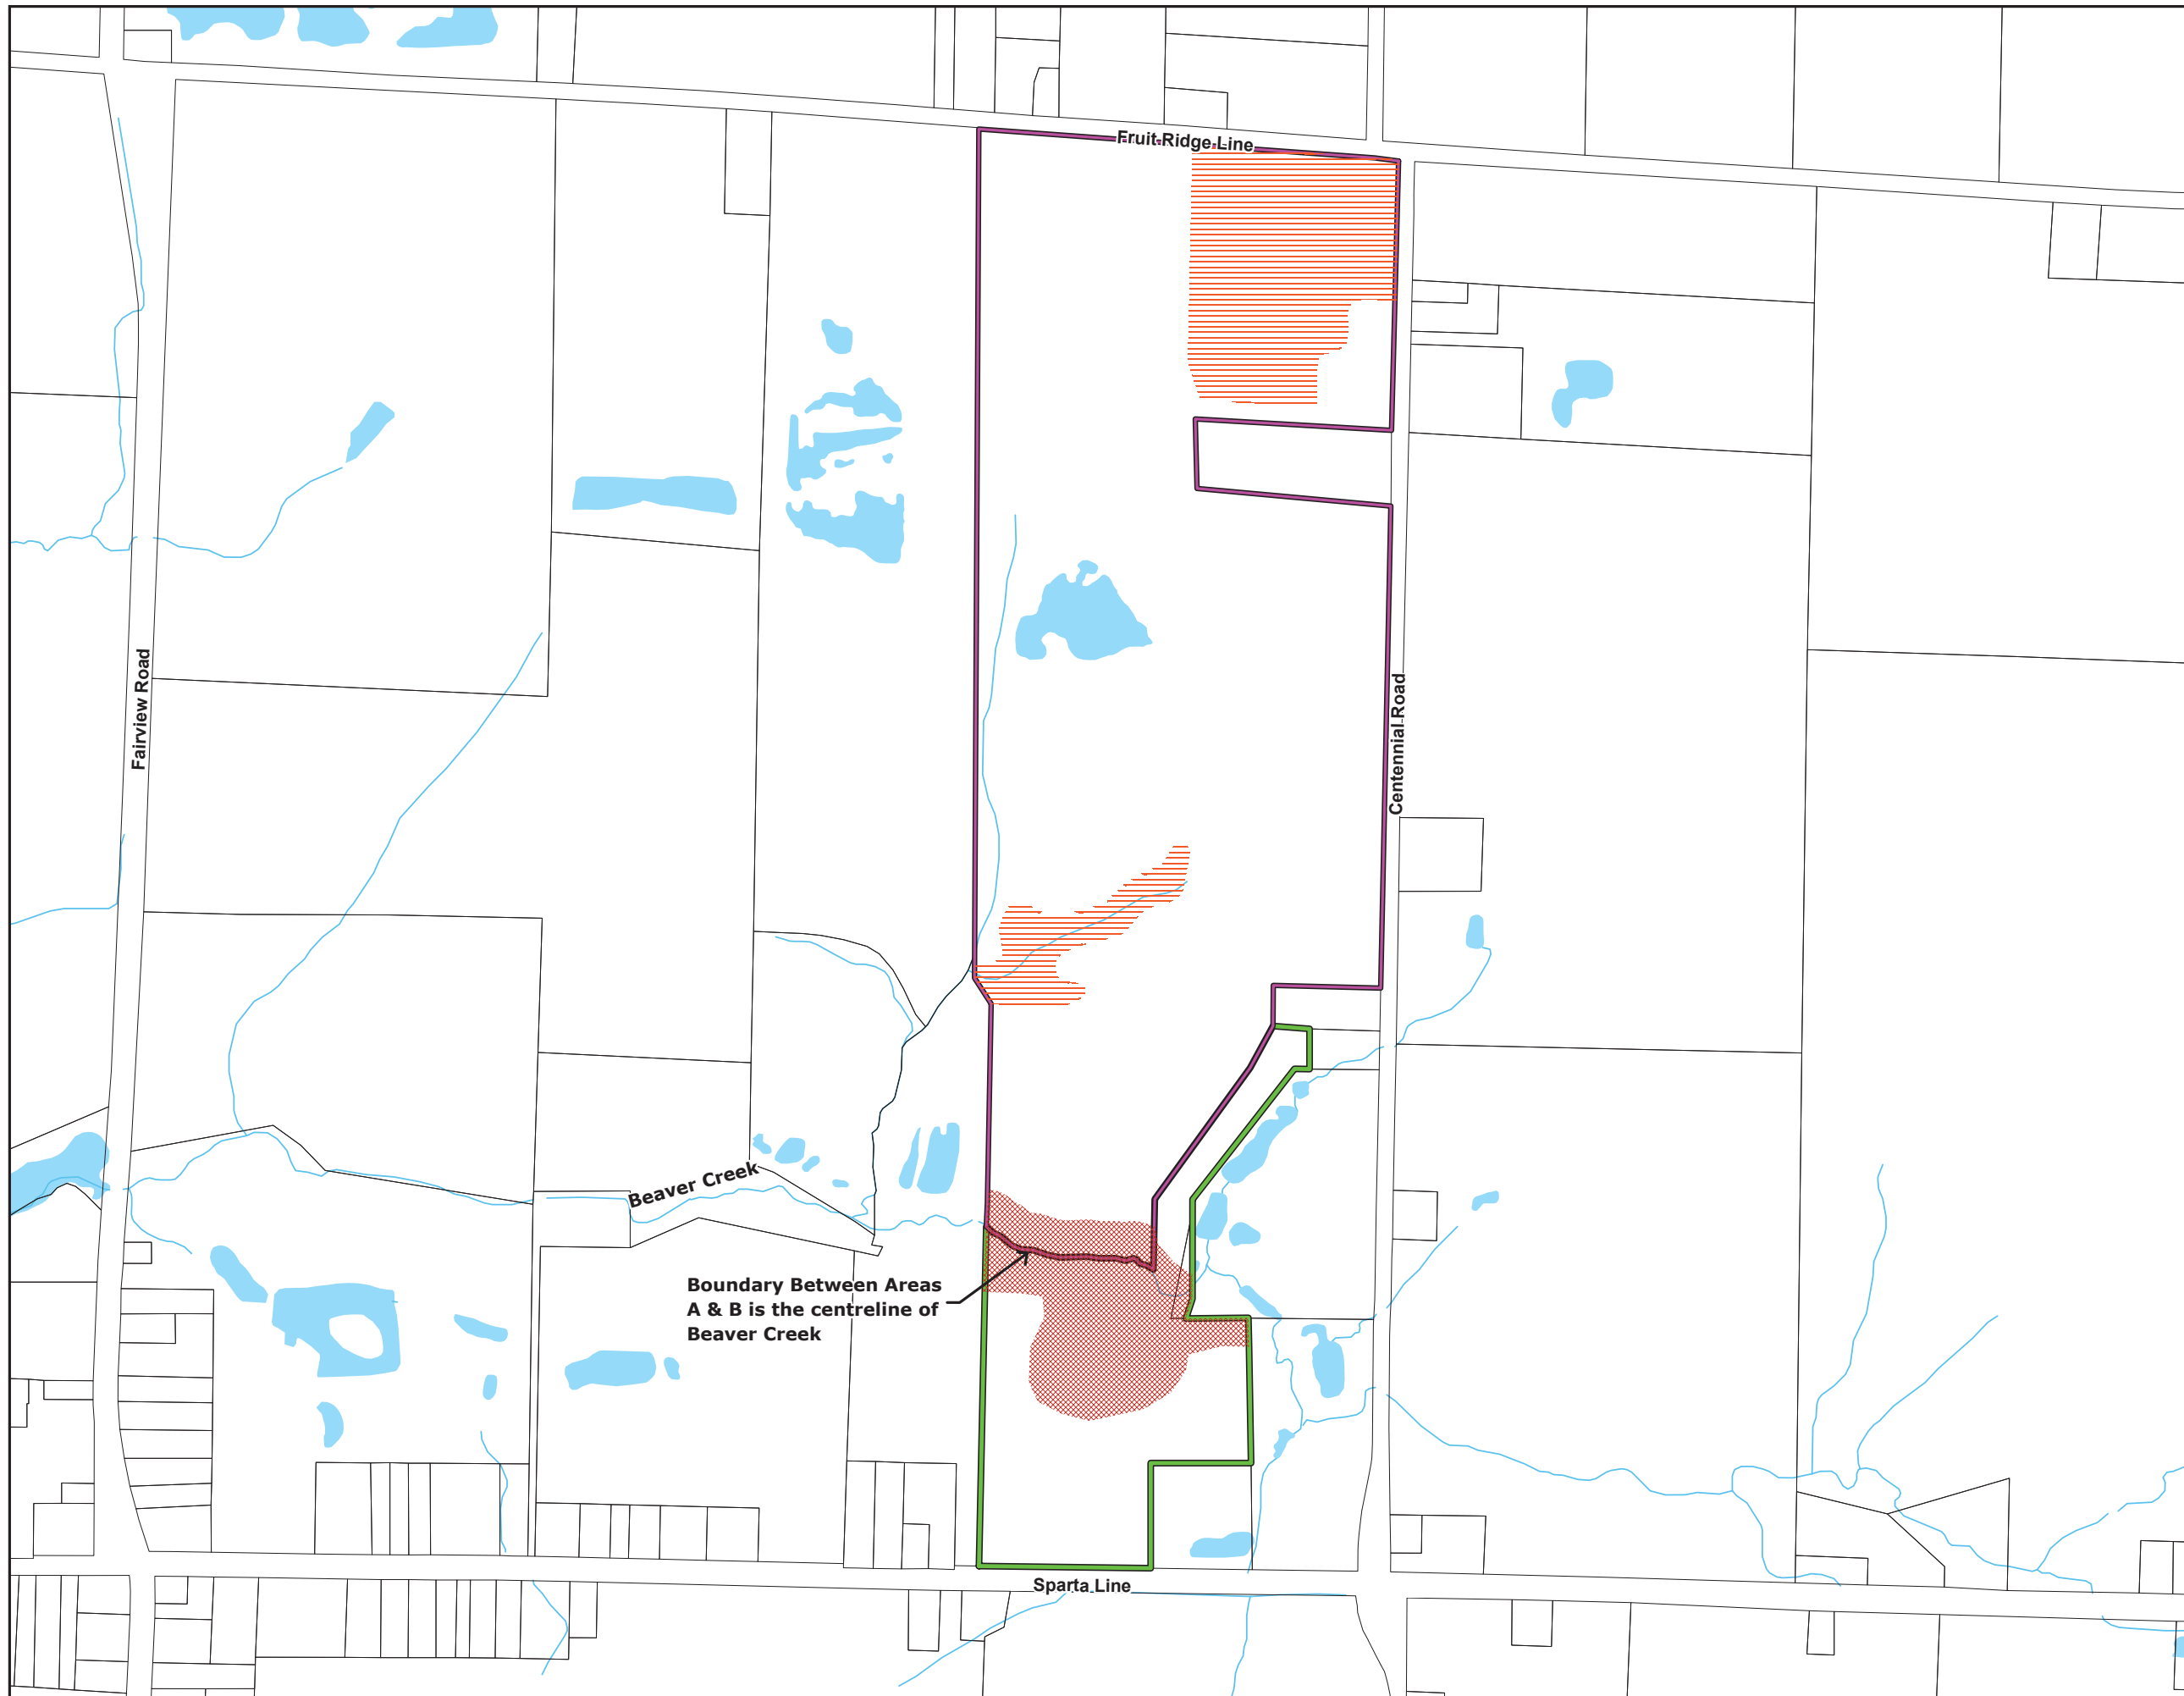 Fruit Ridge Line
Fairview Road
Centennial Road
Beaver Creek
Boundary Between Areas
A & B is the centreline of
Beaver Creek
Sparta Line